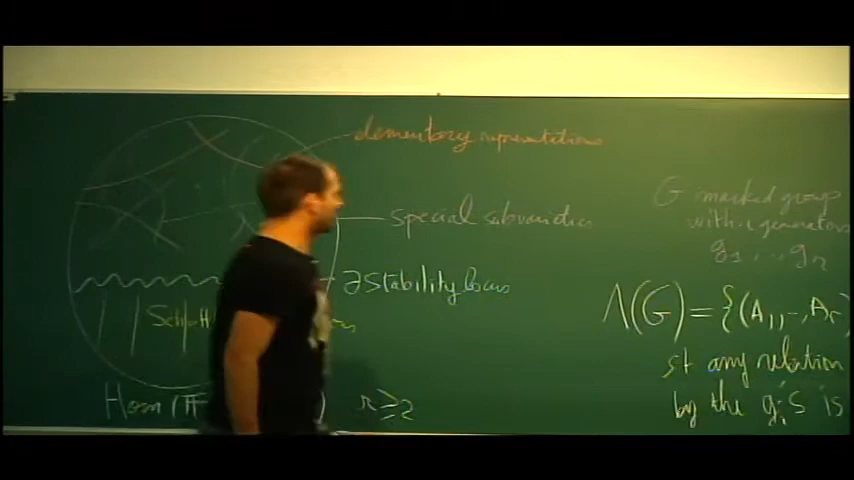 elementary representations
special subvarieties
∂Stability locus
Hom(π
r≥2
G marked group
with r generators
g₁, ..., gᵣ
Λ(G) = {(A₁, ..., Aᵣ)
st any relation
by the gᵢ's is